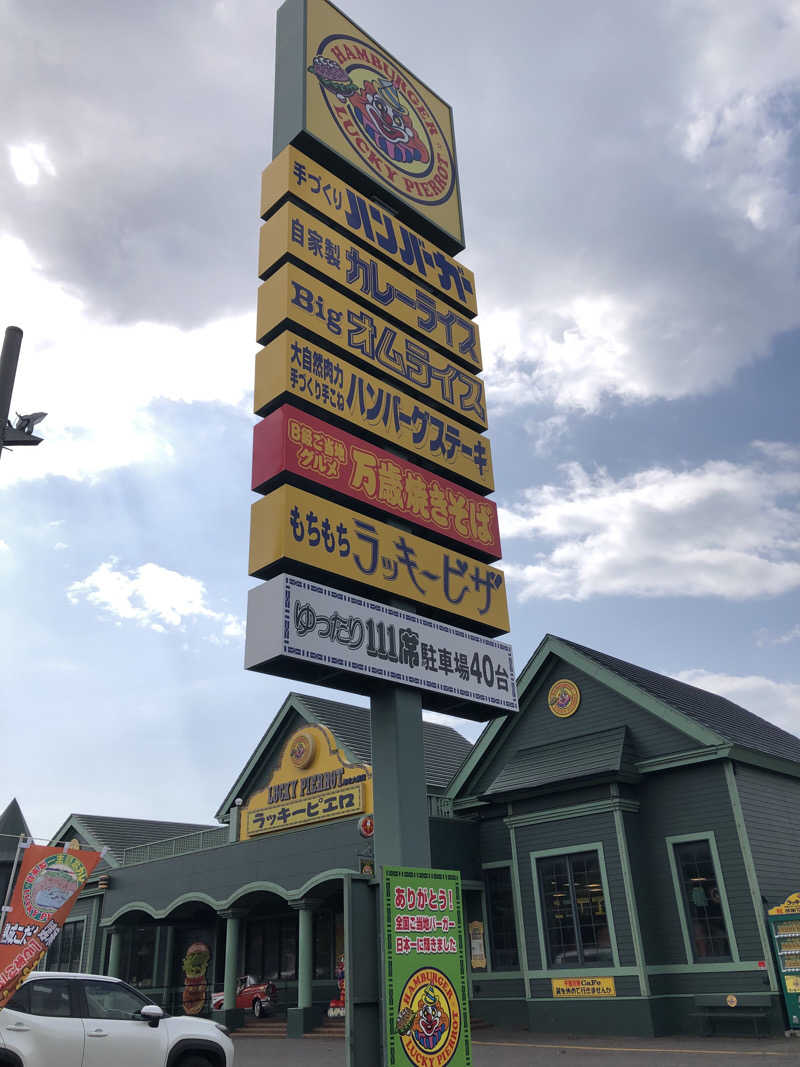 HAMBURGER
LUCKY PIERROT
手づくり ハンバーガー
自家製 カレーライス
Big オムライス
大自然肉力
手づくり手こね ハンバーグステーキ
B級ご当地
グルメ 万歳焼きそば
もちもち ラッキーピザ
ゆったり 111席 駐車場40台
LUCKY PIERROT
ラッキーピエロ
ありがとう!
全国ご当地バーガー
日本一に輝きました
HAMBURGER
LUCKY PIERROT
Cafe